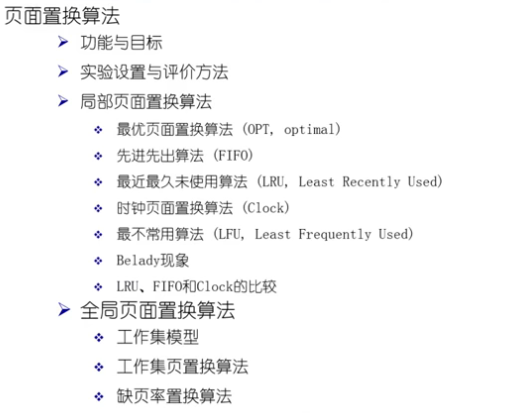 页面置换算法
功能与目标
实验设置与评价方法
局部页面置换算法
最优页面置换算法 (OPT, optimal)
先进先出算法 (FIFO)
最近最久未使用算法 (LRU, Least Recently Used)
时钟页面置换算法 (Clock)
最不常用算法 (LFU, Least Frequently Used)
Belady现象
LRU、FIFO和Clock的比较
全局页面置换算法
工作集模型
工作集页置换算法
缺页率置换算法